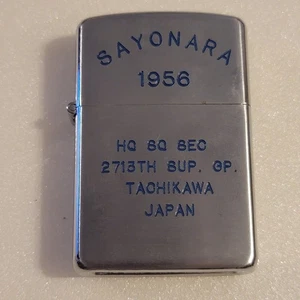 SAYONARA
1956
HQ SQ SEC
2713TH SUP. GP.
TACHIKAWA
JAPAN